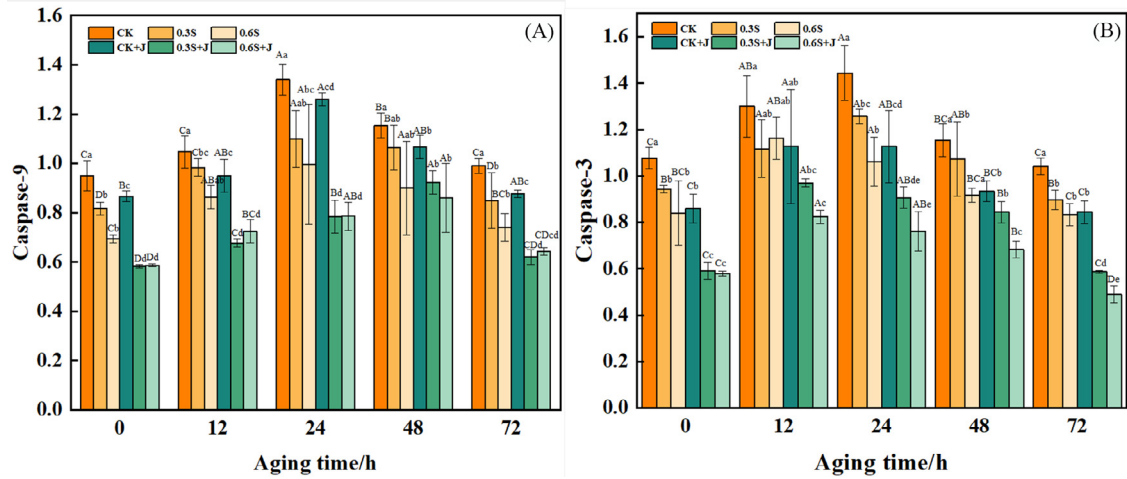 (A)
CK 0.3S 0.6S
CK+J 0.3S+J 0.6S+J
Caspase-9
1.6
1.4
1.2
1.0
0.8
0.6
0.4
0.2
0.0
Ca Db Cb Bc Dd Dd
Ca Cbc ABab ABc Cd BCd
Aa Aab Abc Acd Bd ABd
Ba Bab Aab ABb Ab Ab
Ca Db BCb ABc CDd CDcd
0 12 24 48 72
Aging time/h
(B)
CK 0.3S 0.6S
CK+J 0.3S+J 0.6S+J
Caspase-3
1.6
1.4
1.2
1.0
0.8
0.6
0.4
0.2
0.0
Ca Bb BCb Cb Cc Cc
ABa Aab ABab Aab Abc Ac
Aa Abc Ab ABcd ABde ABe
BCa ABb BCa BCb Bb Bc
Ca Bb Cb Cb Cd De
0 12 24 48 72
Aging time/h